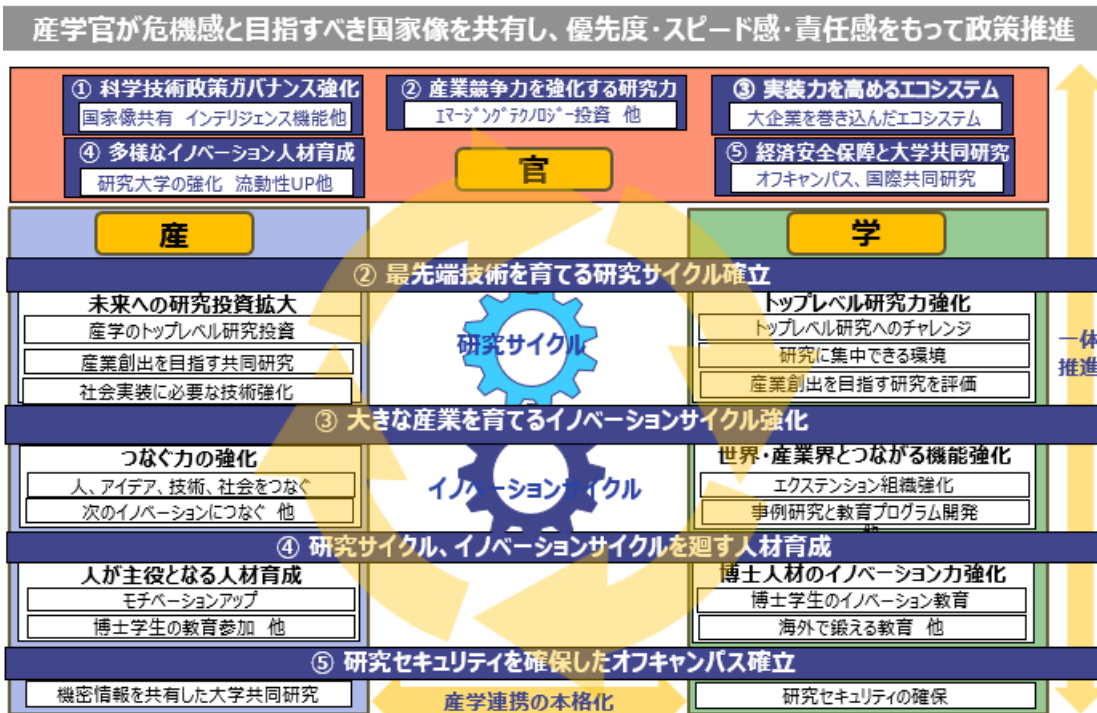 産学官が危機感と目指すべき国家像を共有し、優先度・スピード感・責任感をもって政策推進
① 科学技術政策ガバナンス強化
国家像共有 インテリジェンス機能他
② 産業競争力を強化する研究力
エマージングテクノロジー投資 他
③ 実装力を高めるエコシステム
大企業を巻き込んだエコシステム
④ 多様なイノベーション人材育成
研究大学の強化 流動性UP他
官
⑤ 経済安全保障と大学共同研究
オフキャンパス、国際共同研究
産
学
② 最先端技術を育てる研究サイクル確立
未来への研究投資拡大
産学のトップレベル研究投資
産業創出を目指す共同研究
社会実装に必要な技術強化
研究サイクル
トップレベル研究力強化
トップレベル研究へのチャレンジ
研究に集中できる環境
産業創出を目指す研究を評価
一体
推進
③ 大きな産業を育てるイノベーションサイクル強化
つなぐ力の強化
人、アイデア、技術、社会をつなぐ
次のイノベーションにつなぐ 他
イノベーションサイクル
世界・産業界とつながる機能強化
エクステンション組織強化
事例研究と教育プログラム開発
④ 研究サイクル、イノベーションサイクルを廻す人材育成
人が主役となる人材育成
モチベーションアップ
博士学生の教育参加 他
博士人材のイノベーション力強化
博士学生のイノベーション教育
海外で鍛える教育 他
⑤ 研究セキュリティを確保したオフキャンパス確立
機密情報を共有した大学共同研究
産学連携の本格化
研究セキュリティの確保